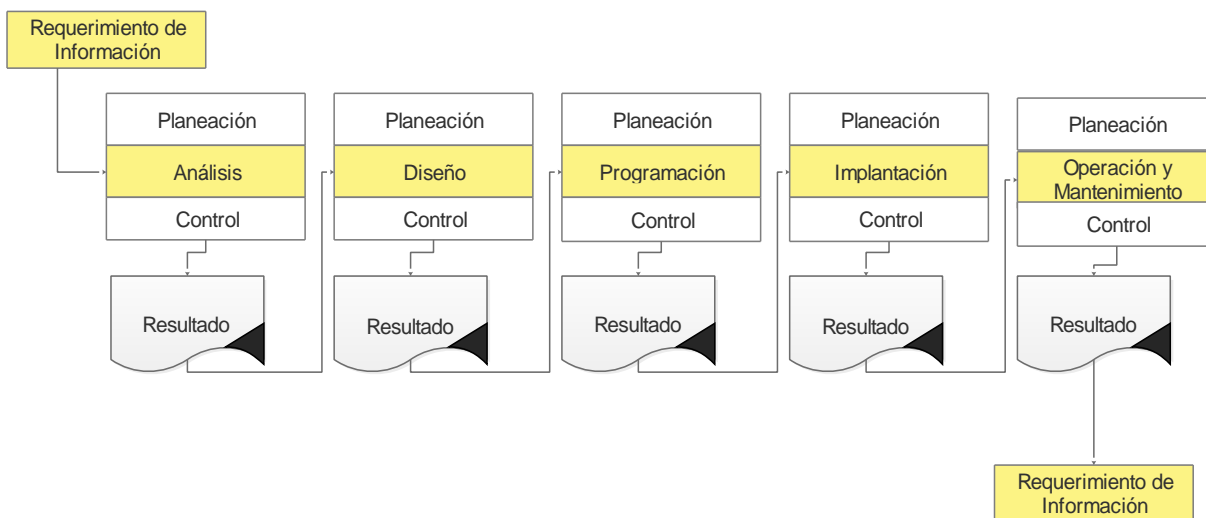 Requerimiento de
Información
Planeación
Análisis
Control
Resultado
Planeación
Diseño
Control
Resultado
Planeación
Programación
Control
Resultado
Planeación
Implantación
Control
Resultado
Planeación
Operación y
Mantenimiento
Control
Resultado
Requerimiento de
Información